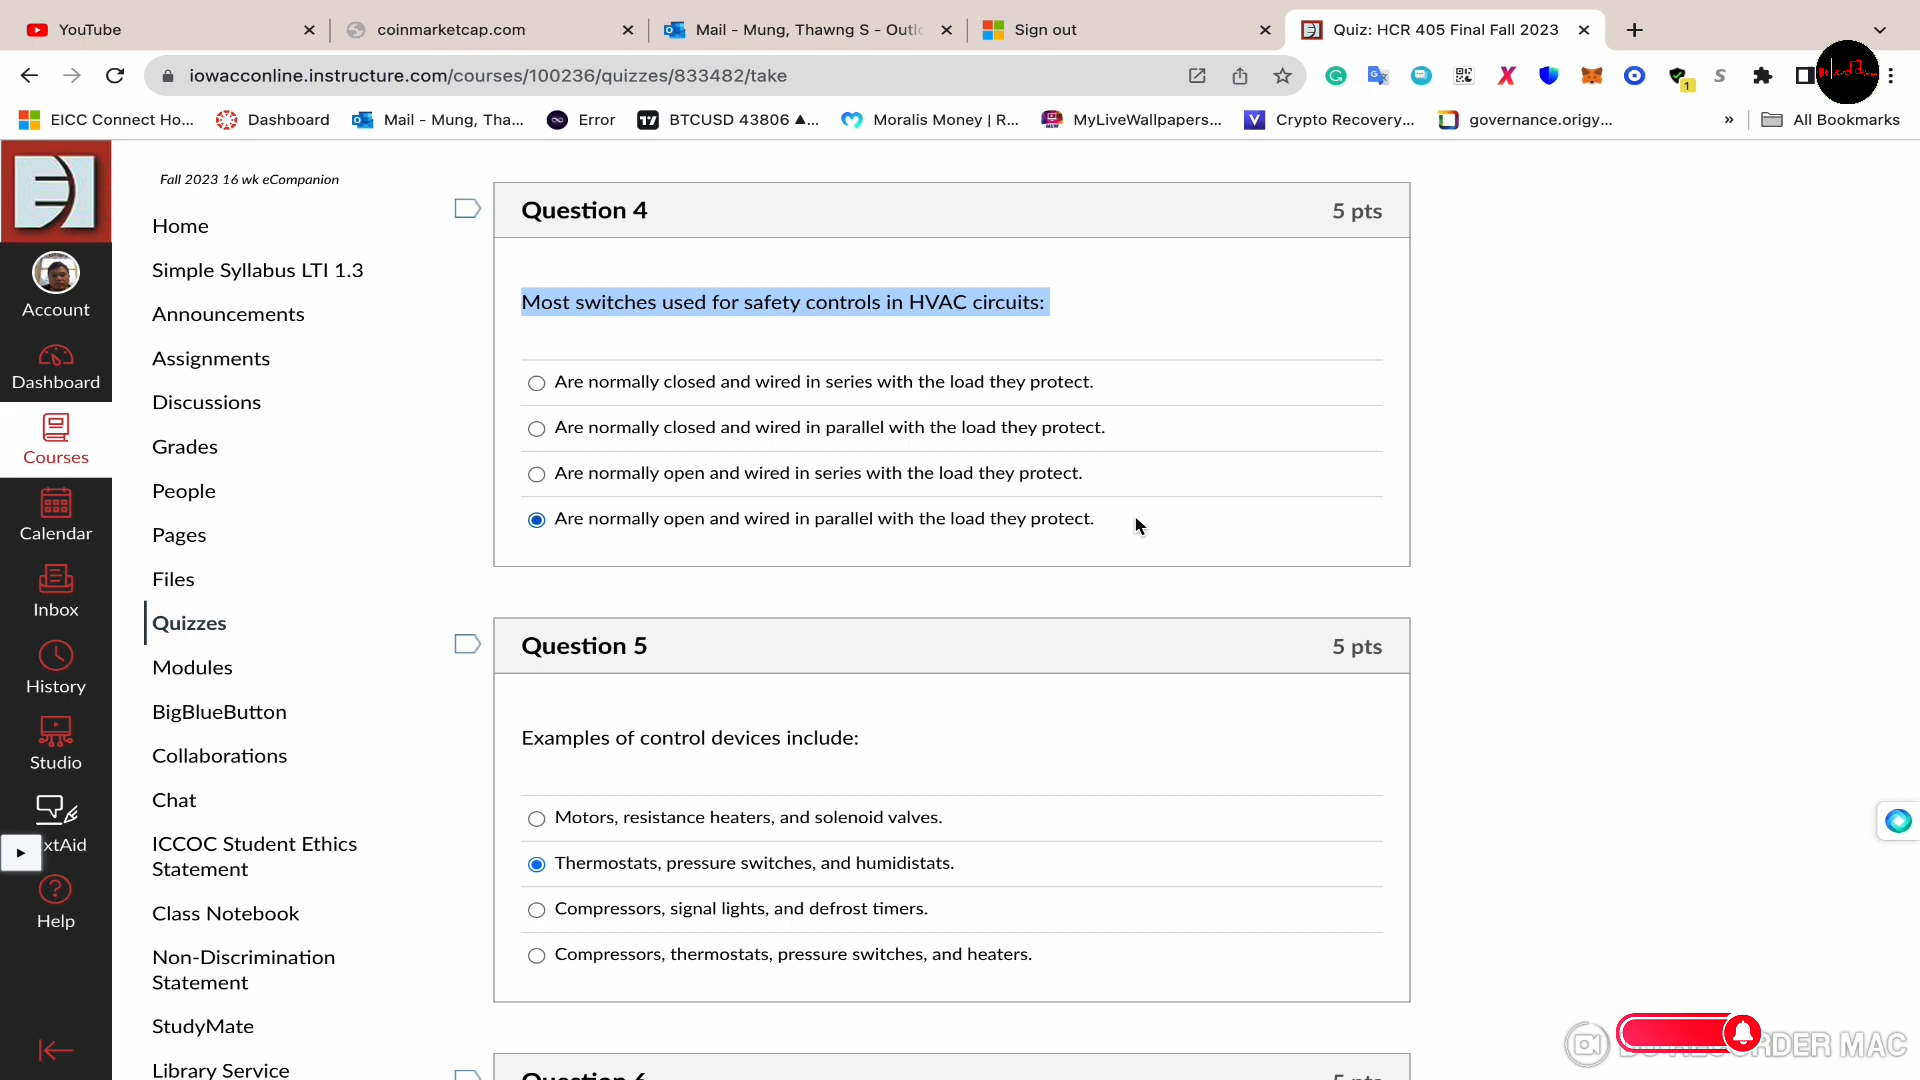 YouTube
coinmarketcap.com
Mail - Mung, Thawng S - Outlo
Sign out
Quiz: HCR 405 Final Fall 2023
iowacconline.instructure.com/courses/100236/quizzes/833482/take
1
EICC Connect Ho...
Dashboard
Mail - Mung, Tha...
Error
BTCUSD 43806 ▲...
Moralis Money | R...
MyLiveWallpapers...
Crypto Recovery,...
governance.origy...
»
All Bookmarks
Account
Dashboard
Courses
Calendar
Inbox
History
Studio
xtAid
Help
Fall 2023 16 wk eCompanion
Home
Simple Syllabus LTI 1.3
Announcements
Assignments
Discussions
Grades
People
Pages
Files
Quizzes
Modules
BigBlueButton
Collaborations
Chat
ICCOC Student Ethics
Statement
Class Notebook
Non-Discrimination
Statement
StudyMate
Library Service
Question 4
5 pts
Most switches used for safety controls in HVAC circuits:
Are normally closed and wired in series with the load they protect.
Are normally closed and wired in parallel with the load they protect.
Are normally open and wired in series with the load they protect.
Are normally open and wired in parallel with the load they protect.
Question 5
5 pts
Examples of control devices include:
Motors, resistance heaters, and solenoid valves.
Thermostats, pressure switches, and humidistats.
Compressors, signal lights, and defrost timers.
Compressors, thermostats, pressure switches, and heaters.
Question 6
5 pts
RDER MAC